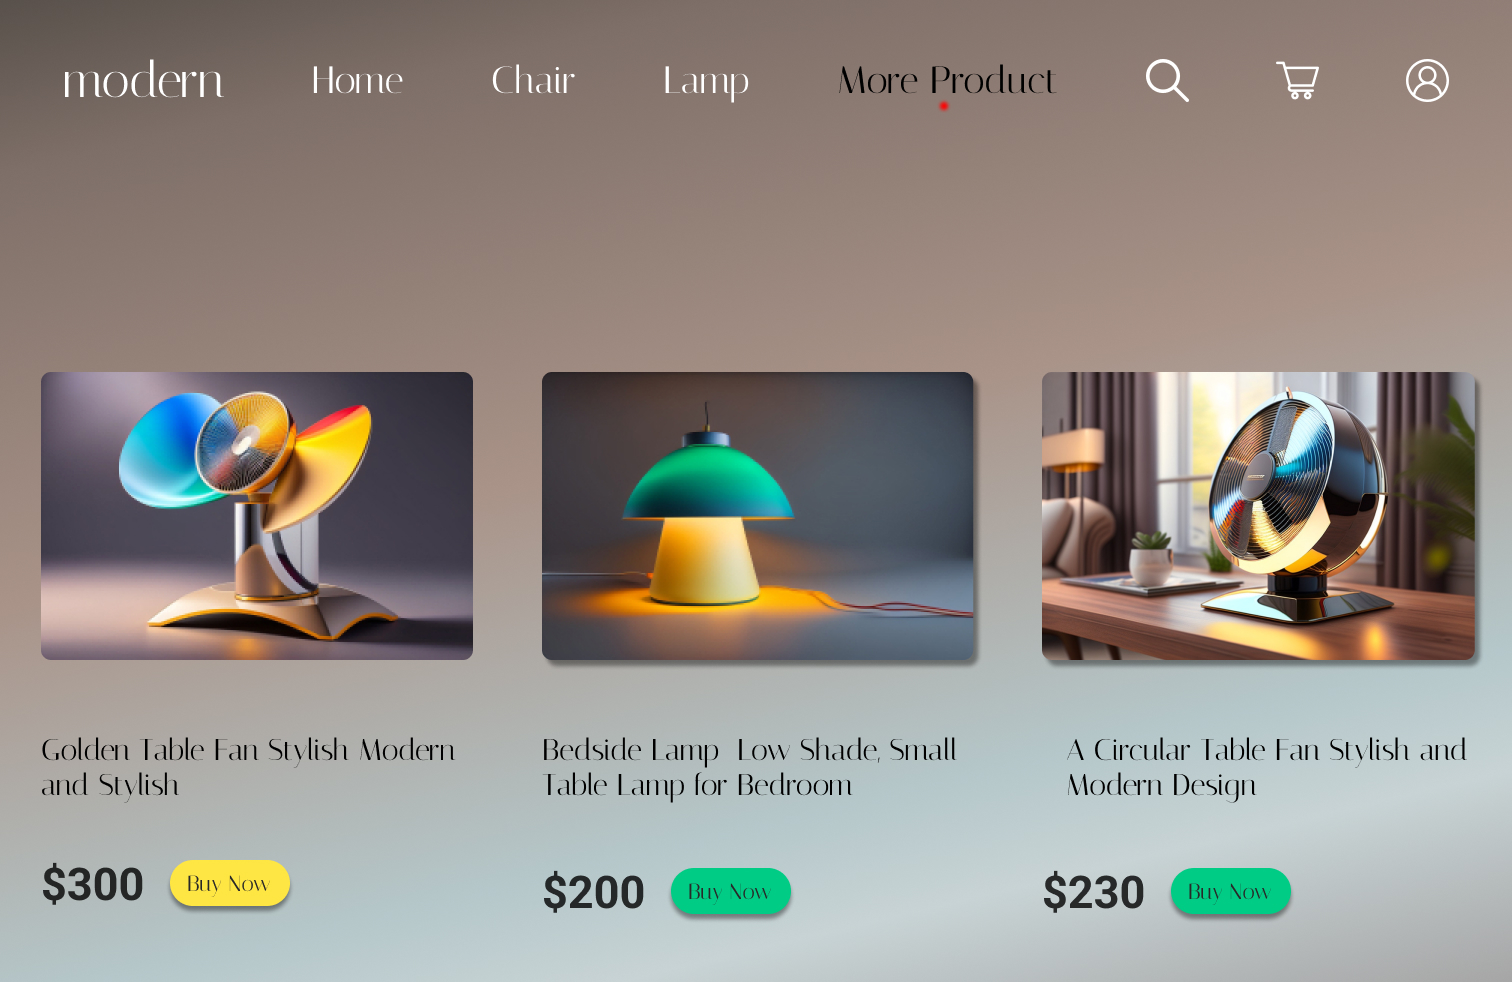 modern Home Chair Lamp More Product
Golden Table Fan Stylish Modern
and Stylish
Bedside Lamp Low Shade, Small
Table Lamp for Bedroom
A Circular Table Fan Stylish and
Modern Design
$300 Buy Now
$200 Buy Now
$230 Buy Now